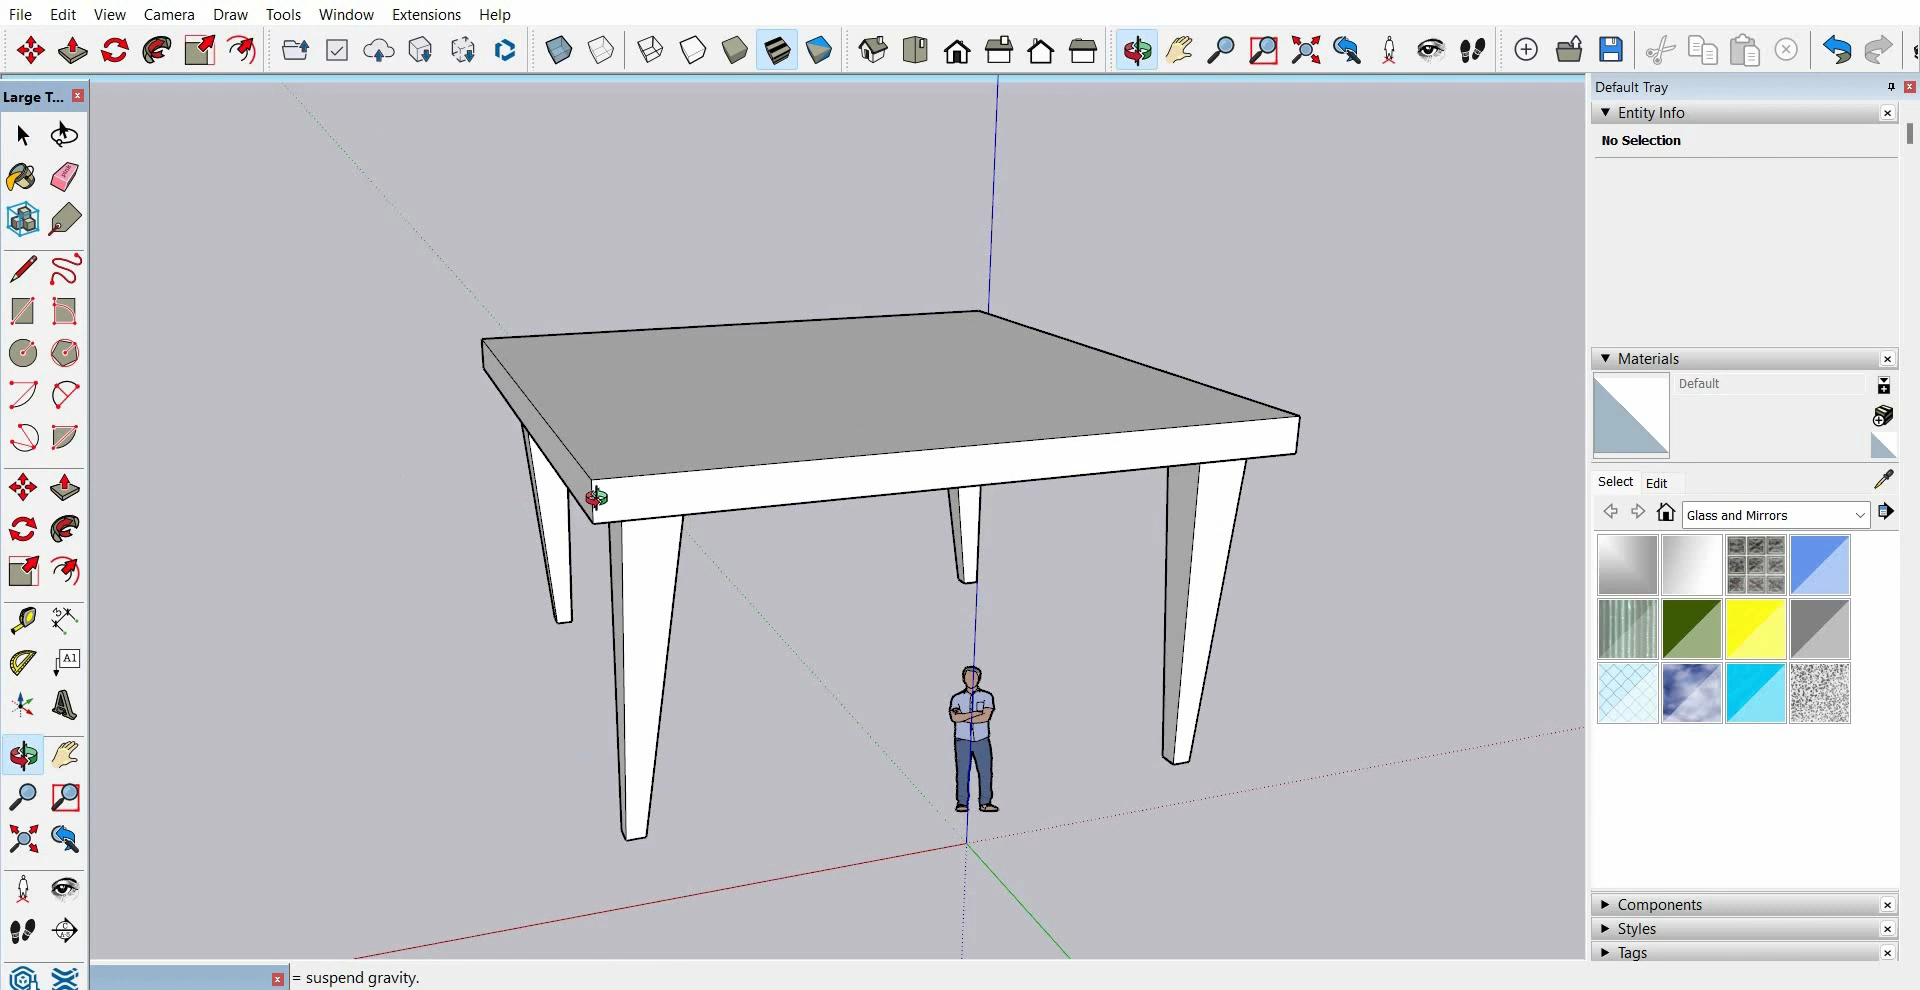 File Edit View Camera Draw Tools Window Extensions Help
Large T...
Default Tray
Entity Info
No Selection
Materials
Default
Select Edit
Glass and Mirrors
A1
Components
Styles
Tags
= suspend gravity.